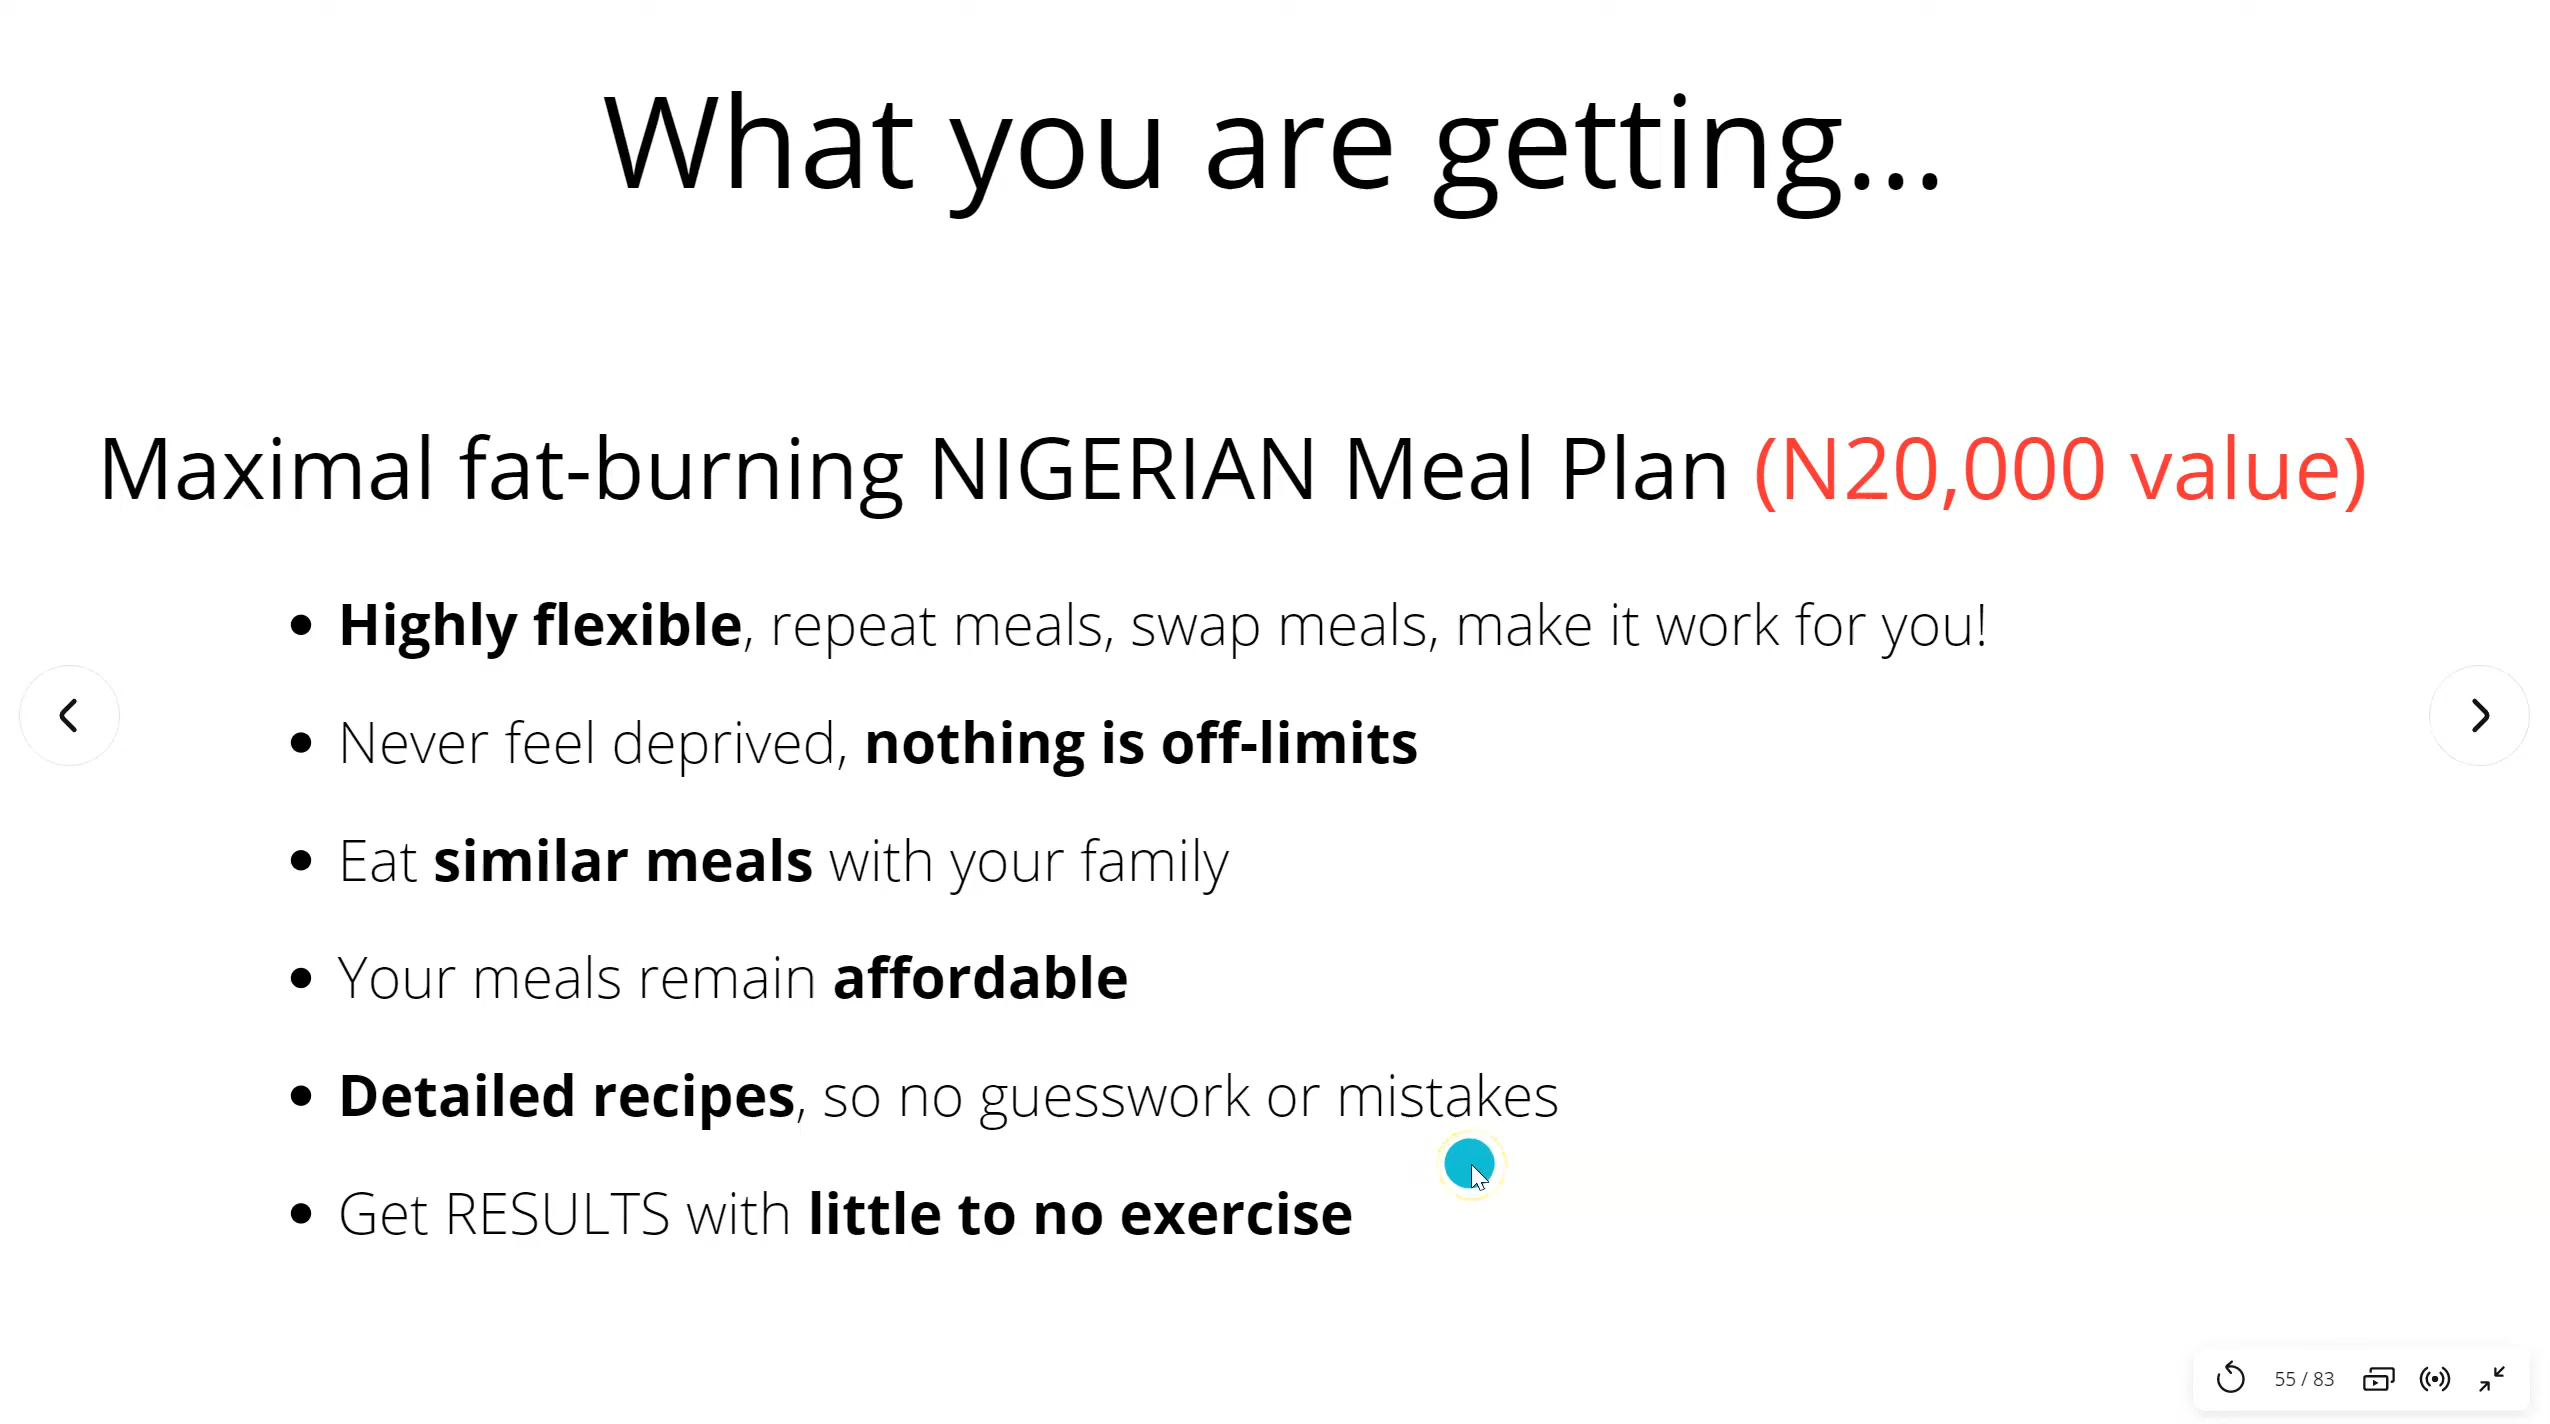 What you are getting...
Maximal fat-burning NIGERIAN Meal Plan (N20,000 value)
• Highly flexible, repeat meals, swap meals, make it work for you!
• Never feel deprived, nothing is off-limits
• Eat similar meals with your family
• Your meals remain affordable
• Detailed recipes, so no guesswork or mistakes
• Get RESULTS with little to no exercise
55 / 83